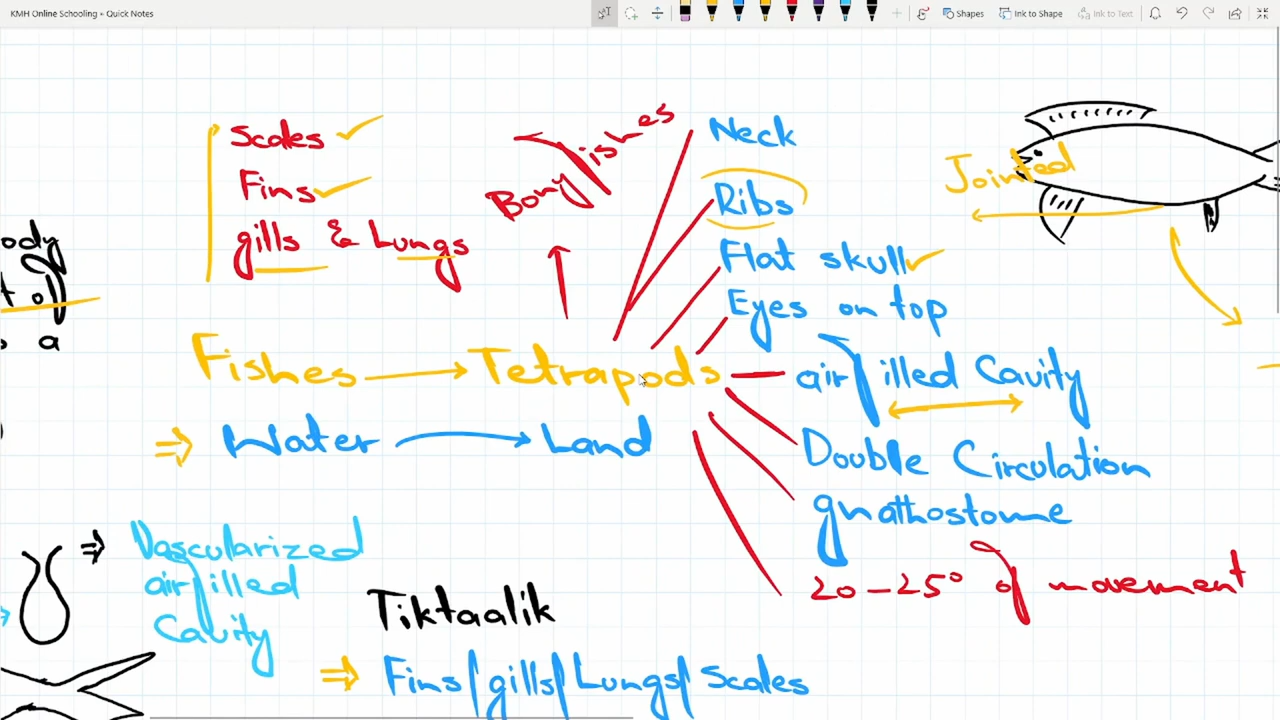 KMH Online Schooling + Quick Notes
Shapes
Ink to Shape
Ink to Text
Scales
Fins
gills & Lungs
Bony fishes
Neck
Ribs
Flat skull
Eyes on top
air filled Cavity
Double Circulation
gnathostome
20-25° of movement
Jointed
ody
t of
a
Fishes → Tetrapods
⇒ Water → Land
⇒ Vascularized
air filled
Cavity
Tiktaalik
⇒ Fins/gills/Lungs/Scales